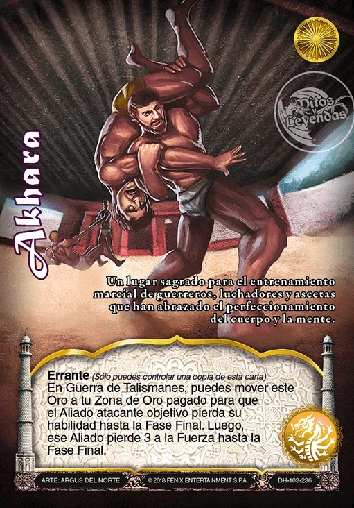 Mitos y
Leyendas
Akhara
Un lugar sagrado para el entrenamiento
marcial de guerreros, luchadores y ascetas
que han abrazado el perfeccionamiento
del cuerpo y la mente.
Errante (Sólo puedes controlar una copia de esta carta)
En Guerra de Talismanes, puedes mover este
Oro a tu Zona de Oro pagado para que
el Aliado atacante objetivo pierda su
habilidad hasta la Fase Final. Luego,
ese Aliado pierde 3 a la Fuerza hasta la
Fase Final.
ARTE: ARGUS DEL NORTE